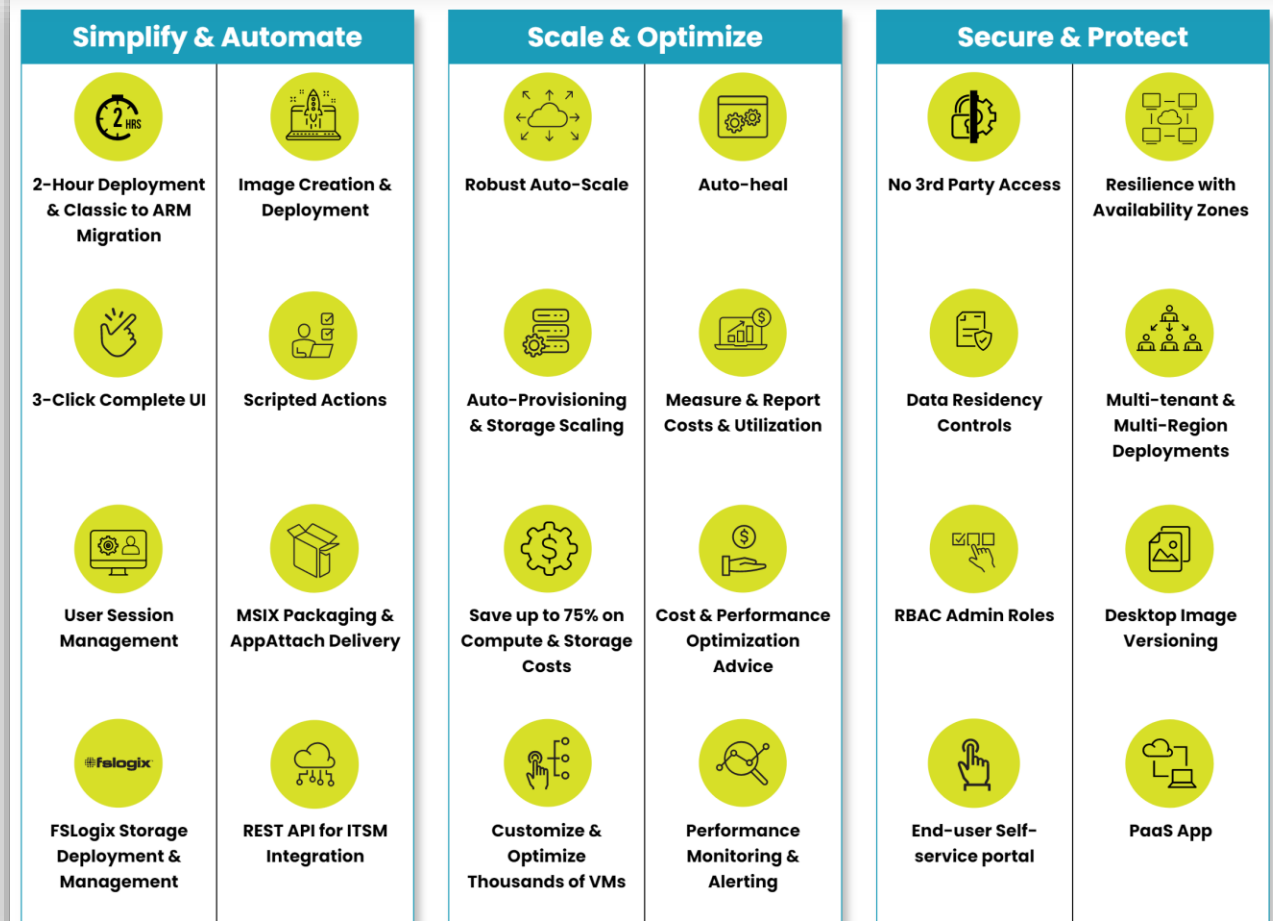 Simplify & Automate
2 HRS
2-Hour Deployment
& Classic to ARM
Migration
Image Creation &
Deployment
3-Click Complete UI
Scripted Actions
User Session
Management
MSIX Packaging &
AppAttach Delivery
fslogix
FSLogix Storage
Deployment &
Management
REST API for ITSM
Integration
Scale & Optimize
Robust Auto-Scale
Auto-heal
Auto-Provisioning
& Storage Scaling
$
Measure & Report
Costs & Utilization
$
Save up to 75% on
Compute & Storage
Costs
$
Cost & Performance
Optimization
Advice
Customize &
Optimize
Thousands of VMs
Performance
Monitoring &
Alerting
Secure & Protect
No 3rd Party Access
Resilience with
Availability Zones
Data Residency
Controls
Multi-tenant &
Multi-Region
Deployments
RBAC Admin Roles
Desktop Image
Versioning
End-user Self-
service portal
PaaS App